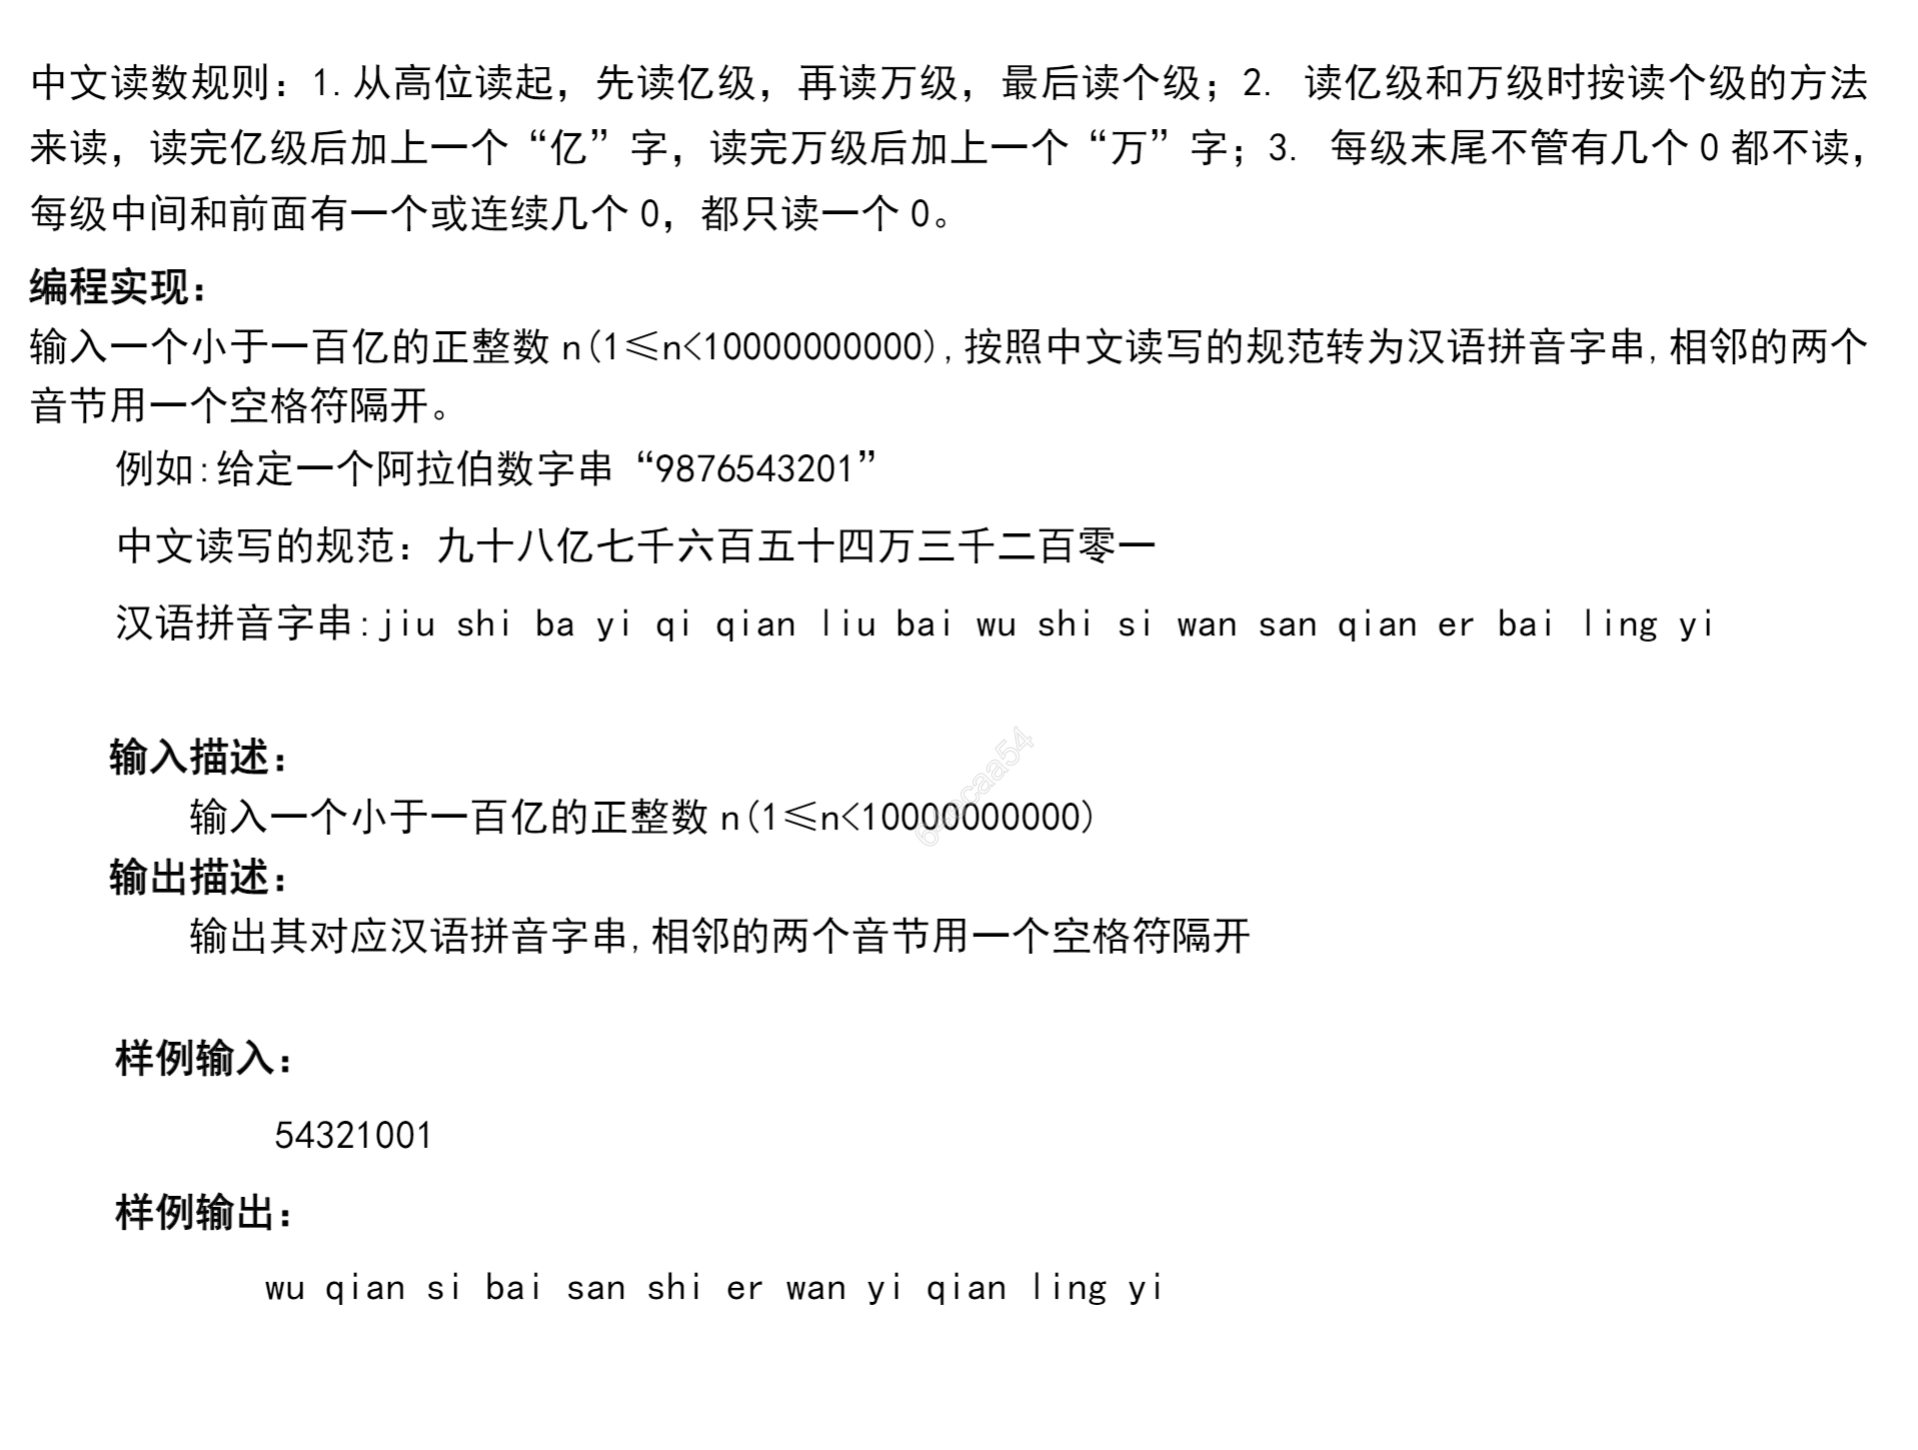 中文读数规则：1.从高位读起，先读亿级，再读万级，最后读个级；2. 读亿级和万级时按读个级的方法
来读，读完亿级后加上一个“亿”字，读完万级后加上一个“万”字；3. 每级末尾不管有几个0都不读，
每级中间和前面有一个或连续几个0，都只读一个0。
编程实现：
输入一个小于一百亿的正整数n(1≤n<10000000000),按照中文读写的规范转为汉语拼音字串,相邻的两个
音节用一个空格符隔开。
例如:给定一个阿拉伯数字串“9876543201”
中文读写的规范：九十八亿七千六百五十四万三千二百零一
汉语拼音字串:jiu shi ba yi qi qian liu bai wu shi si wan san qian er bai ling yi
输入描述：
输入一个小于一百亿的正整数n(1≤n<10000000000)
输出描述：
输出其对应汉语拼音字串,相邻的两个音节用一个空格符隔开
样例输入：
54321001
样例输出：
wu qian si bai san shi er wan yi qian ling yi